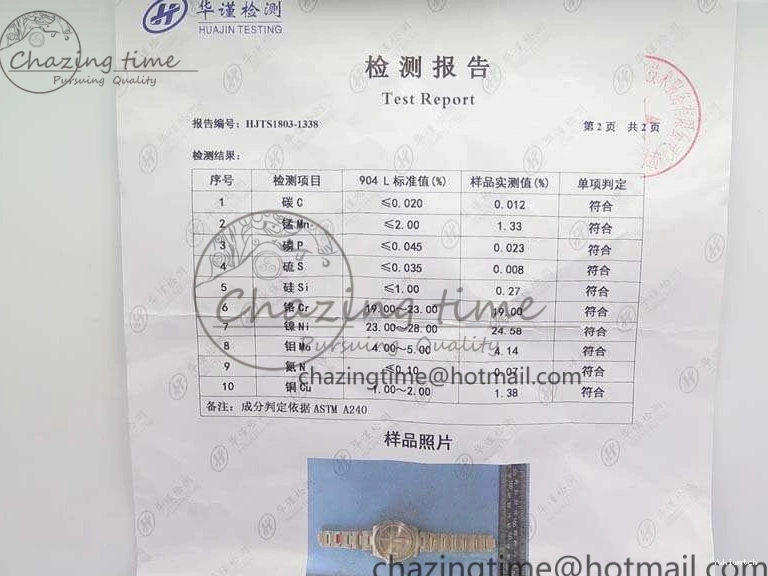 华谨检测
HUAJIN TESTING
Chazing time
Pursuing Quality
检测报告
Test Report
报告编号：HJTS1803-1338
第 2 页 共 2 页
检测结果：
序号 检测项目 904 L 标准值(%) 样品实测值(%) 单项判定
1 碳 C ≤0.020 0.012 符合
2 锰 Mn ≤2.00 1.33 符合
3 磷 P ≤0.045 0.023 符合
4 硫 S ≤0.035 0.008 符合
5 硅 Si ≤1.00 0.27 符合
6 铬 Cr 19.00～23.00 19.00 符合
Chazing time
7 镍 Ni 23.00～28.00 24.58 符合
Pursuing Quality
8 钼 Mo 4.00～5.00 4.14 符合
9 氮 N ≤0.10 0.07 符合
chazingtime@hotmail.com
10 铜 Cu 1.00～2.00 1.38 符合
备注：成分判定依据 ASTM A240
样品照片
chazingtime@hotmail.com